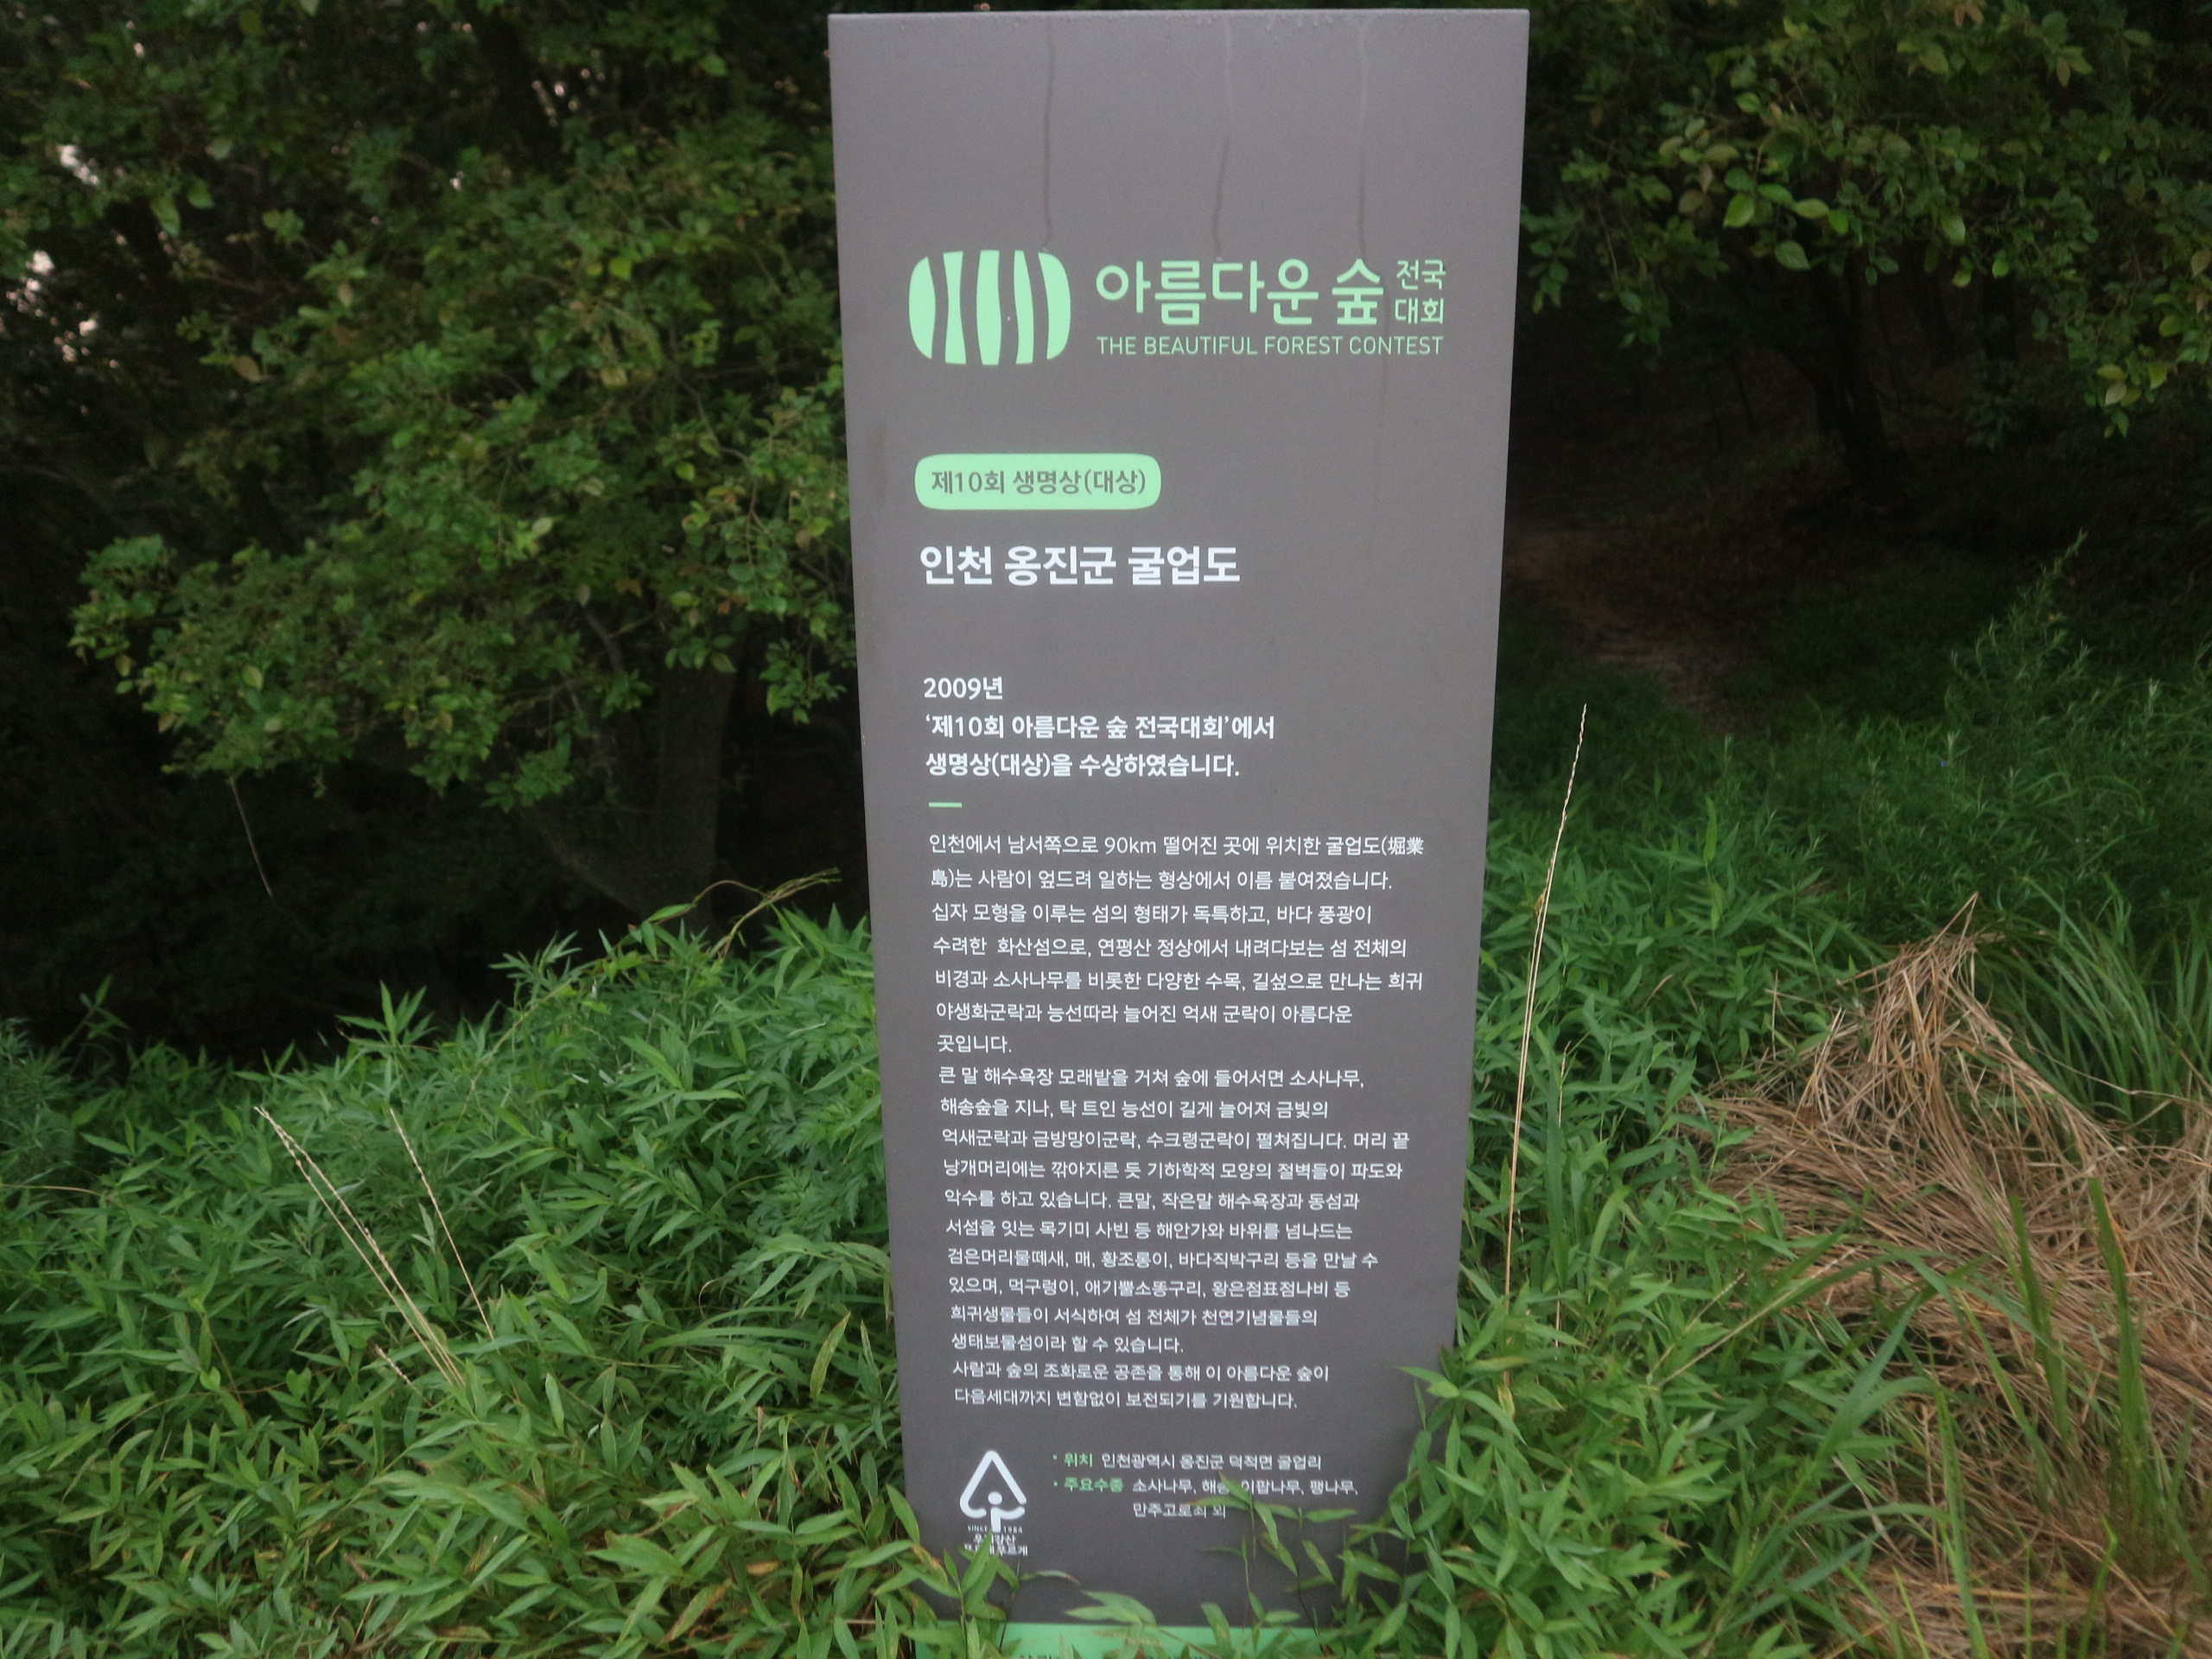 아름다운 숲 전국
대회
THE BEAUTIFUL FOREST CONTEST
제10회 생명상(대상)
인천 옹진군 굴업도
2009년
‘제10회 아름다운 숲 전국대회’에서
생명상(대상)을 수상하였습니다.
인천에서 남서쪽으로 90km 떨어진 곳에 위치한 굴업도(堀業
島)는 사람이 엎드려 일하는 형상에서 이름 붙여졌습니다.
십자 모형을 이루는 섬의 형태가 독특하고, 바다 풍광이
수려한 화산섬으로, 연평산 정상에서 내려다보는 섬 전체의
비경과 소사나무를 비롯한 다양한 수목, 길섶으로 만나는 희귀
야생화군락과 능선따라 늘어진 억새 군락이 아름다운
곳입니다.
큰 말 해수욕장 모래밭을 거쳐 숲에 들어서면 소사나무,
해송숲을 지나, 탁 트인 능선이 길게 늘어져 금빛의
억새군락과 금방망이군락, 수크령군락이 펼쳐집니다. 머리 끝
낭개머리에는 깎아지른 듯 기하학적 모양의 절벽들이 파도와
악수를 하고 있습니다. 큰말, 작은말 해수욕장과 동섬과
서섬을 잇는 목기미 사빈 등 해안가와 바위를 넘나드는
검은머리물떼새, 매, 황조롱이, 바다직박구리 등을 만날 수
있으며, 먹구렁이, 애기뿔소똥구리, 왕은점표범나비 등
희귀생물들이 서식하여 섬 전체가 천연기념물들의
생태보물섬이라 할 수 있습니다.
사람과 숲의 조화로운 공존을 통해 이 아름다운 숲이
다음세대까지 변함없이 보전되기를 기원합니다.
• 위치 인천광역시 옹진군 덕적면 굴업리
• 주요수종 소사나무, 해송, 이팝나무, 팽나무,
만주고로쇠 외
SINCE 1984
우리강산
푸르게 푸르게